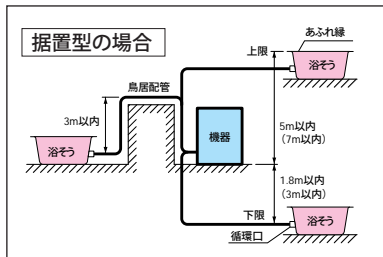 据置型の場合
あふれ縁
上限
浴そう
鳥居配管
3m以内
機器
5m以内
（7m以内）
浴そう
1.8m以内
（3m以内）
下限
浴そう
循環口